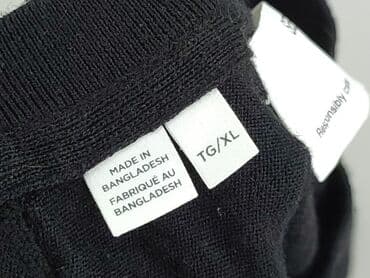 MADE IN
BANGLADESH
FABRIQUÉ AU
BANGLADESH
TG/XL
Responsibly